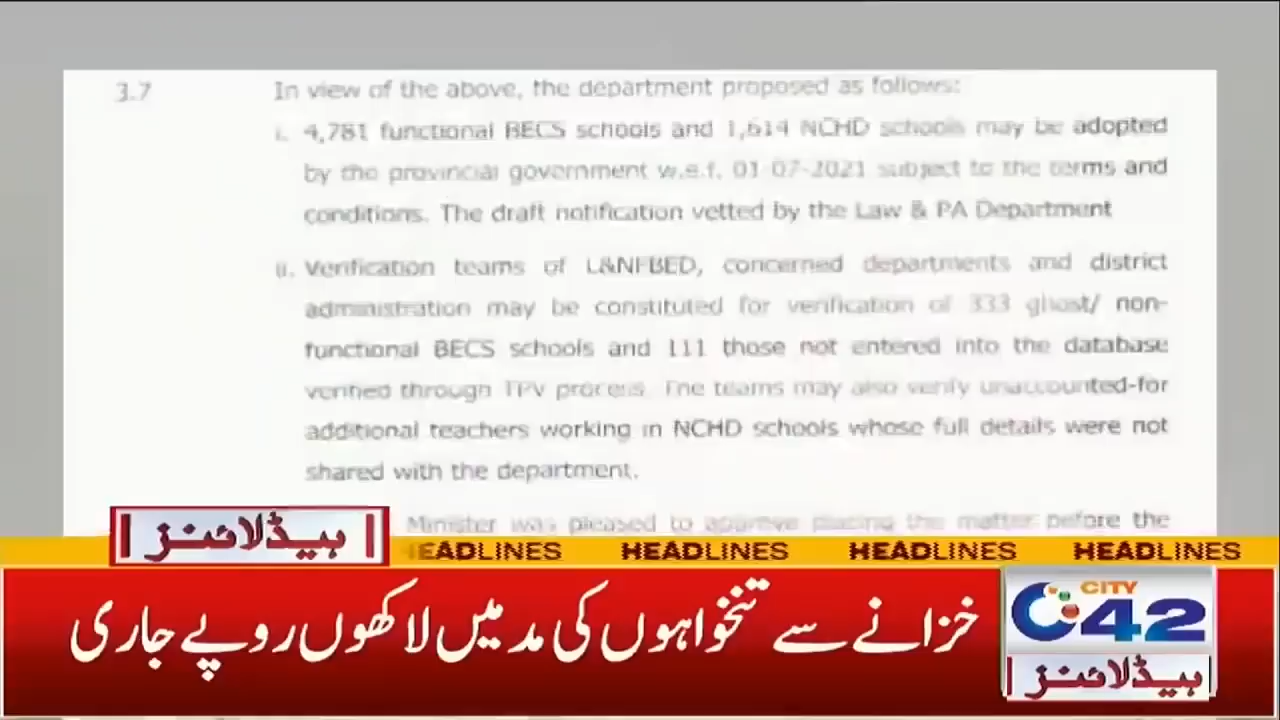 3.7 In view of the above, the department proposed as follows:
i. 4,781 functional BECS schools and 1,614 NCHD schools may be adopted
by the provincial government w.e.f. 01-07-2021 subject to the terms and
conditions. The draft notification vetted by the Law & PA Department
ii. Verification teams of L&NFBED, concerned departments and district
administration may be constituted for verification of 333 ghost/ non-
functional BECS schools and 111 those not entered into the database
verified through TPV process. The teams may also verify unaccounted-for
additional teachers working in NCHD schools whose full details were not
shared with the department.
Minister was pleased to approve placing the matter before the
ہیڈلائنز
EADLINES HEADLINES HEADLINES HEADLINES
خزانے سے تنخواہوں کی مد میں لاکھوں روپے جاری
CITY
42
ہیڈلائنز